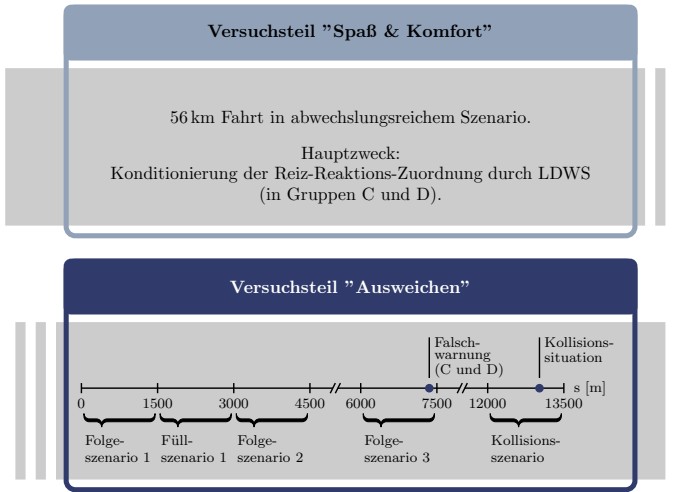 Versuchsteil "Spaß & Komfort"
56 km Fahrt in abwechslungsreichem Szenario.
Hauptzweck:
Konditionierung der Reiz-Reaktions-Zuordnung durch LDWS
(in Gruppen C und D).
Versuchsteil "Ausweichen"
Falsch-
warnung
(C und D)
Kollisions-
situation
s [m]
0 1500 3000 4500 6000 7500 12000 13500
Folge-
szenario 1
Füll-
szenario 1
Folge-
szenario 2
Folge-
szenario 3
Kollisions-
szenario